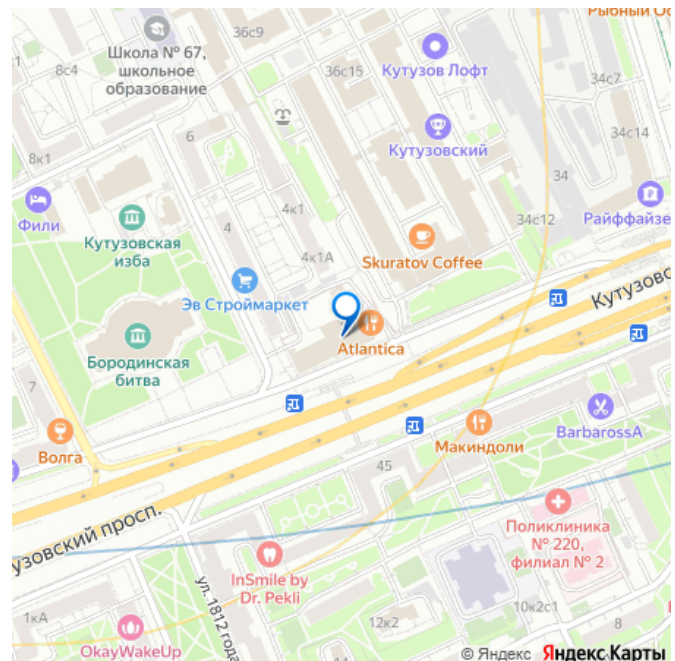 Рыбный Ос
36с9
Школа № 67,
школьное
образование
8с4
36с15
Кутузов Лофт
34с7
6
Кутузовский
34с14
8к1
Фили
34
4к1
34с12
Райффайзе
Кутузовская
изба
4
4к1А
Skuratov Coffee
Эв Строймаркет
Кутузовс
Бородинская
битва
Atlantica
7
Волга
Макиндоли
BarbarossA
45
Поликлиника
№ 220,
филиал № 2
узовский просп.
InSmile by
Dr. Pekli
ул. 1812 года
1кА
12к2
10к2с1
8
OkayWakeUp
© Яндекс Яндекс Карты